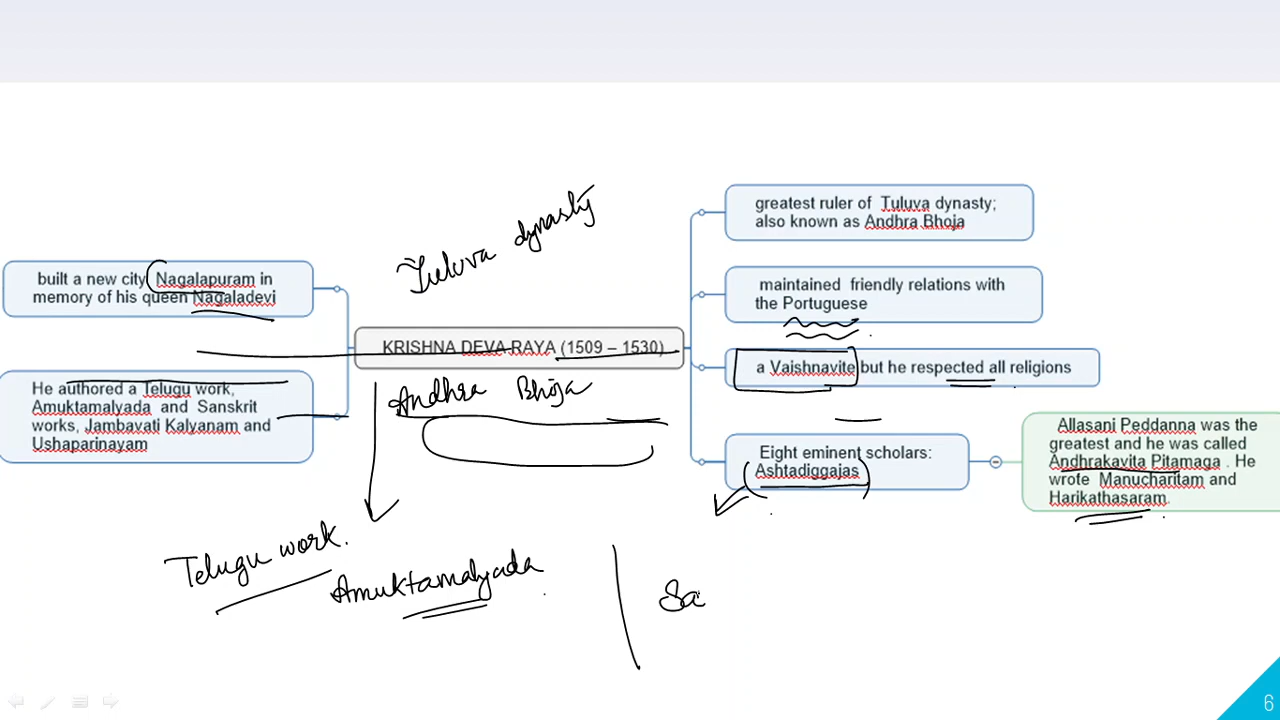 greatest ruler of Tuluva dynasty;
also known as Andhra Bhoja
Tuluva dynasty
built a new city Nagalapuram in
memory of his queen Nagaladevi
maintained friendly relations with
the Portuguese
KRISHNA DEVA RAYA (1509 – 1530)
a Vaishnavite but he respected all religions
He authored a Telugu work,
Amuktamalyada and Sanskrit
works, Jambavati Kalyanam and
Ushaparinayam
Andhra Bhoja
Eight eminent scholars:
Ashtadiggajas
Allasani Peddanna was the
greatest and he was called
Andhrakavita Pitamaga . He
wrote Manucharitam and
Harikathasaram.
Telugu work.
Amuktamalyada
Sa
6